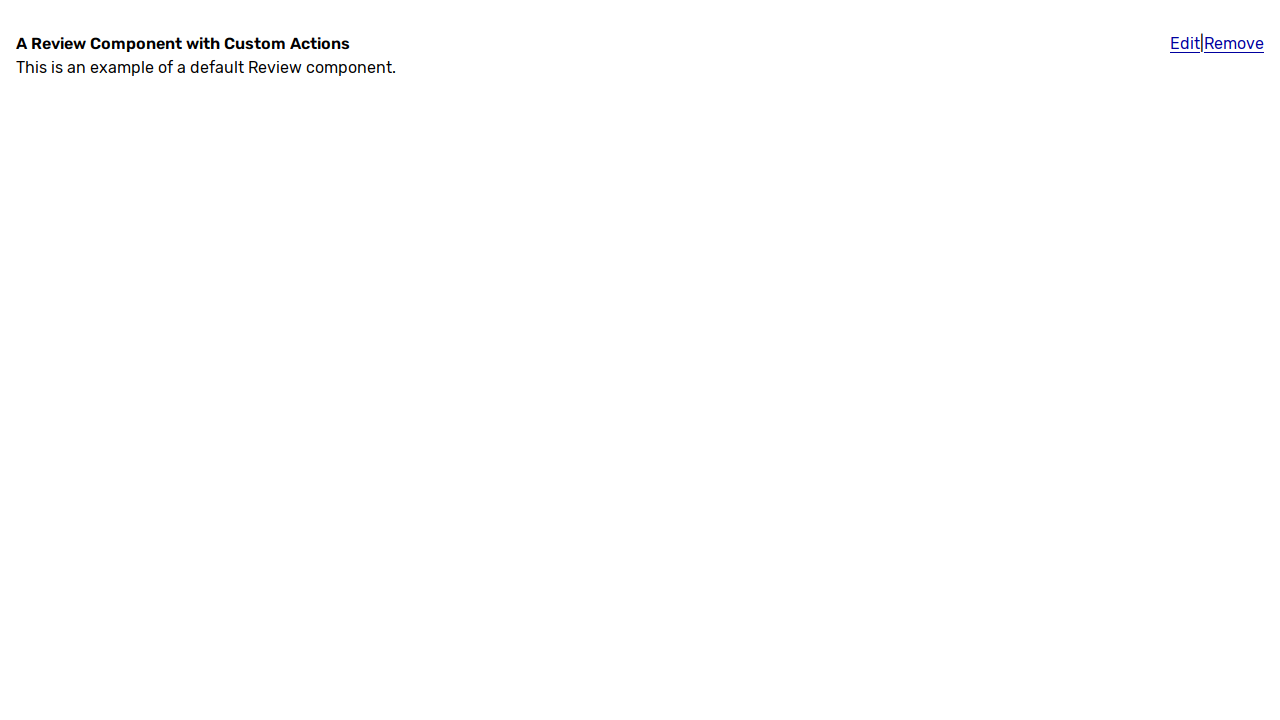 A Review Component with Custom Actions Edit|Remove
This is an example of a default Review component.